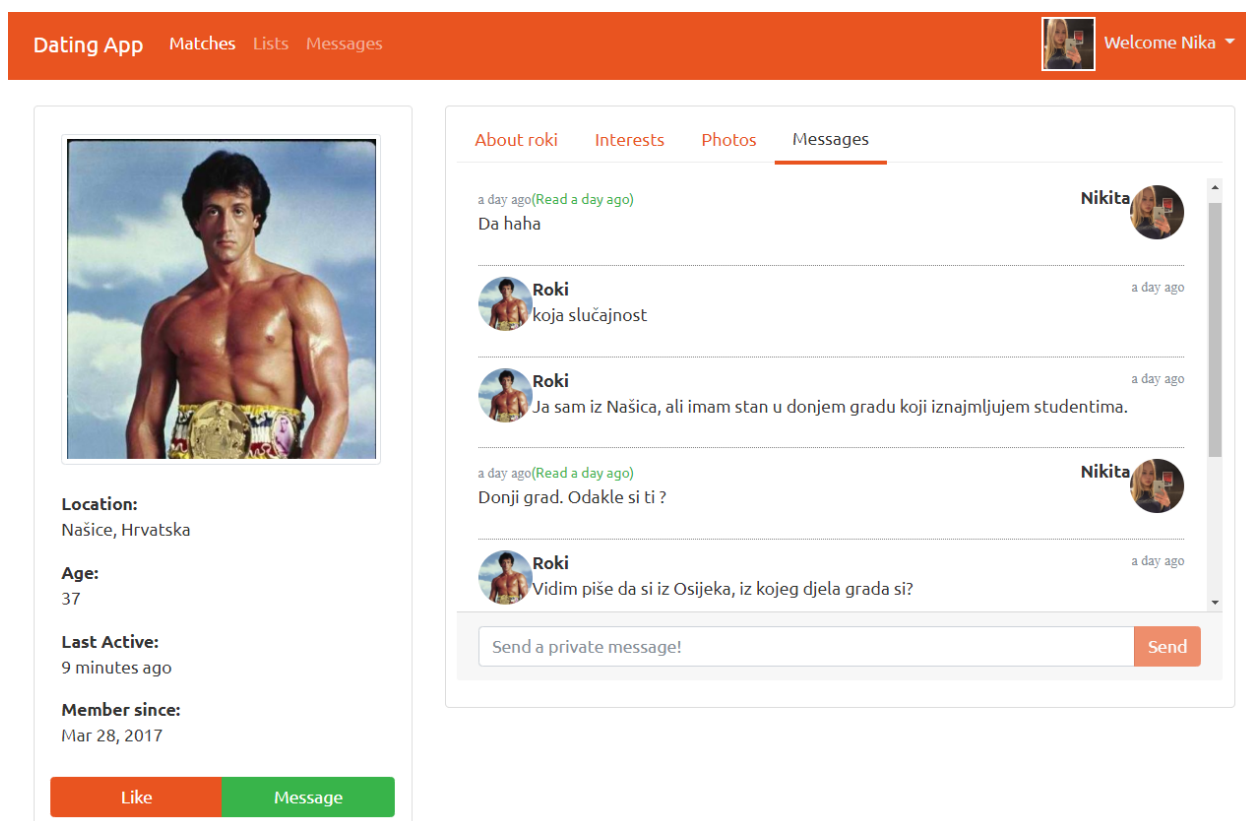 Dating App Matches Lists Messages Welcome Nika
About roki Interests Photos Messages
a day ago(Read a day ago) Nikita
Da haha
Roki a day ago
koja slučajnost
Roki a day ago
Ja sam iz Našica, ali imam stan u donjem gradu koji iznajmljujem studentima.
a day ago(Read a day ago) Nikita
Donji grad. Odakle si ti ?
Roki a day ago
Vidim piše da si iz Osijeka, iz kojeg djela grada si?
Send a private message! Send
Location:
Našice, Hrvatska
Age:
37
Last Active:
9 minutes ago
Member since:
Mar 28, 2017
Like Message